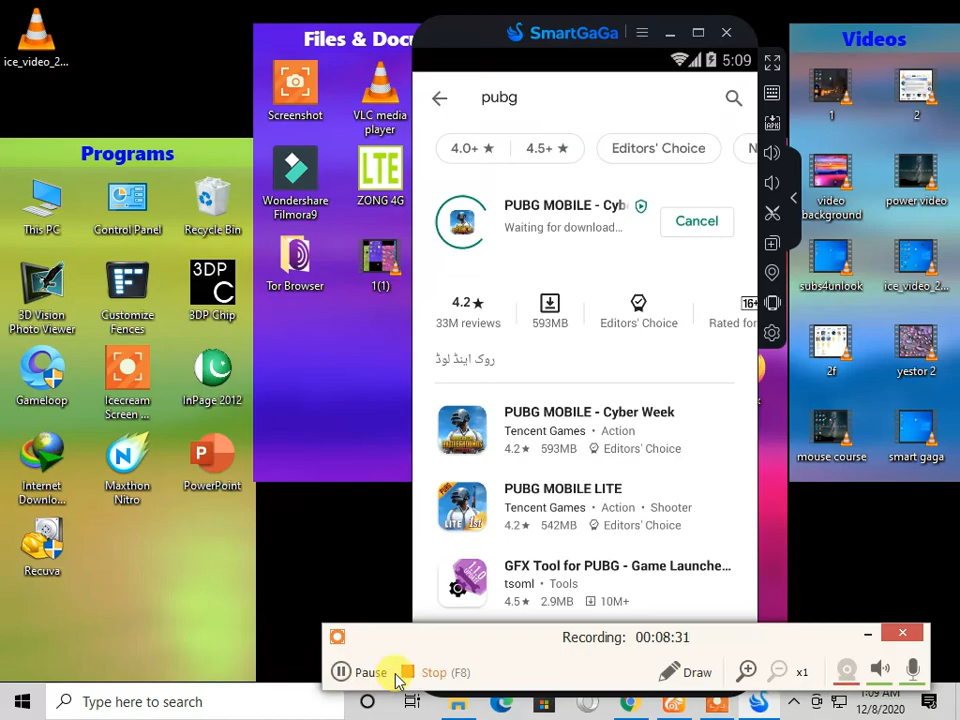 ice_video_2...
Programs
This PC
Control Panel
Recycle Bin
3D Vision
Photo Viewer
Customize
Fences
3DP
C
3DP Chip
Gameloop
Icecream
Screen ...
InPage 2012
Internet
Downlo...
Maxthon
Nitro
PowerPoint
Recuva
Files & Docu
Screenshot
VLC media
player
Wondershare
Filmora9
LTE
ZONG 4G
Tor Browser
1(1)
SmartGaGa
5:09
pubg
4.0+ ★
4.5+ ★
Editors' Choice
PUBG MOBILE - Cyb
Waiting for download...
Cancel
4.2★
33M reviews
593MB
Editors' Choice
16+
Rated for
روک اینڈ لوڈ
PUBG MOBILE - Cyber Week
Tencent Games • Action
4.2★ 593MB Editors' Choice
PUBG MOBILE LITE
Tencent Games • Action • Shooter
4.2★ 542MB Editors' Choice
GFX Tool for PUBG - Game Launche...
tsoml • Tools
4.5★ 2.9MB 10M+
APK
Videos
1
2
video
background
power video
subs4unlook
ice_video_2...
2f
yestor 2
mouse course
smart gaga
Recording: 00:08:31
Pause
Stop (F8)
Draw
x1
Type here to search
1:09 AM
12/8/2020